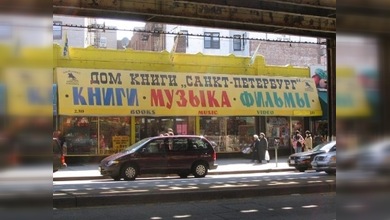 ДОМ КНИГИ „САНКТ-ПЕТЕРБУРГ"
КНИГИ · МУЗЫКА · ФИЛЬМЫ
BOOKS MUSIC VIDEO